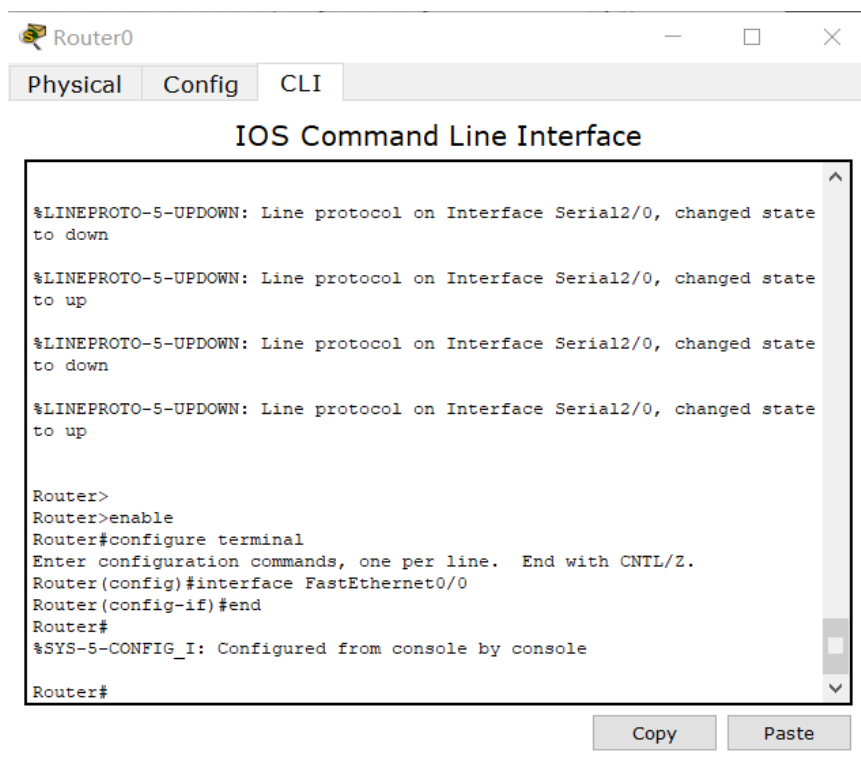 Router0
Physical Config CLI
IOS Command Line Interface
%LINEPROTO-5-UPDOWN: Line protocol on Interface Serial2/0, changed state
to down
%LINEPROTO-5-UPDOWN: Line protocol on Interface Serial2/0, changed state
to up
%LINEPROTO-5-UPDOWN: Line protocol on Interface Serial2/0, changed state
to down
%LINEPROTO-5-UPDOWN: Line protocol on Interface Serial2/0, changed state
to up
Router>
Router>enable
Router#configure terminal
Enter configuration commands, one per line.  End with CNTL/Z.
Router(config)#interface FastEthernet0/0
Router(config-if)#end
Router#
%SYS-5-CONFIG_I: Configured from console by console
Router#
Copy Paste